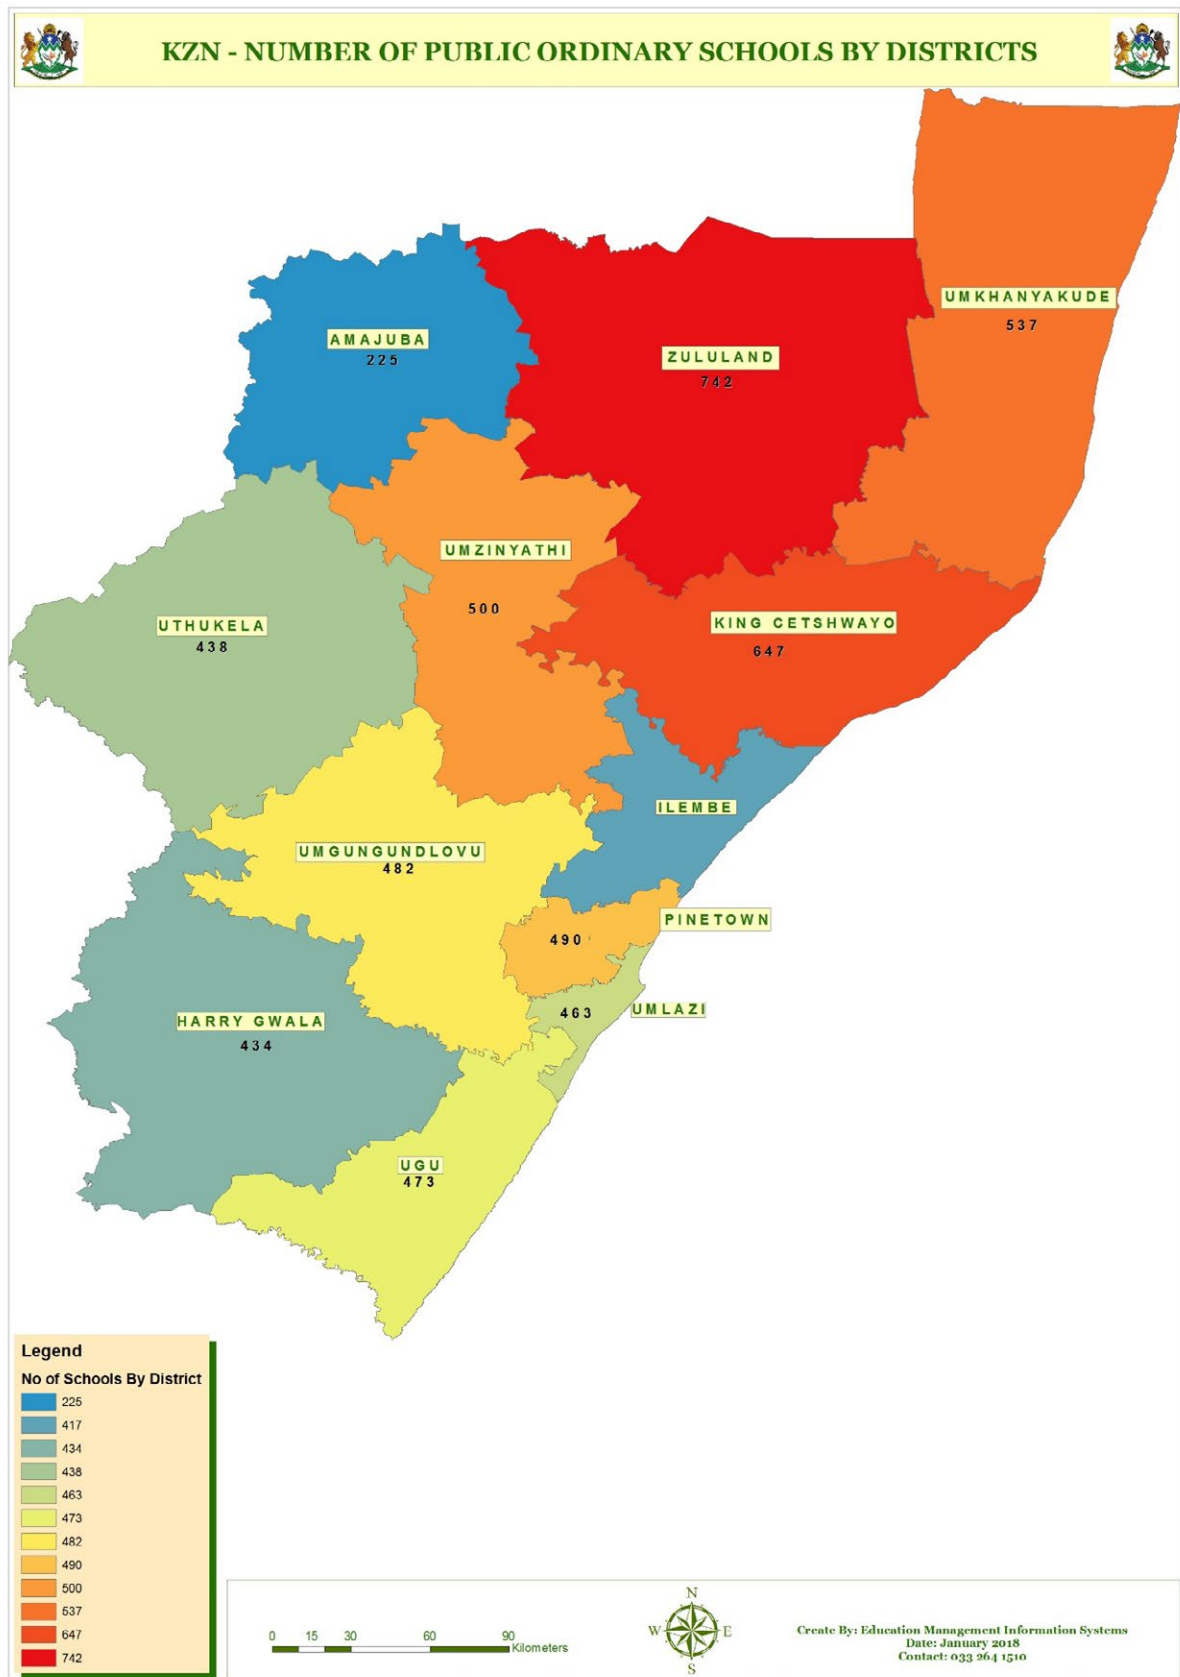 KZN - NUMBER OF PUBLIC ORDINARY SCHOOLS BY DISTRICTS
UMKHANYAKUDE
537
AMAJUBA
225
ZULULAND
742
UMZINYATHI
500
UTHUKELA
438
KING CETSHWAYO
647
ILEMBE
UMGUNGUNDLOVU
482
PINETOWN
490
UMLAZI
463
HARRY GWALA
434
UGU
473
Legend
No of Schools By District
225
417
434
438
463
473
482
490
500
537
647
742
0 15 30 60 90
Kilometers
N
W E
S
Create By: Education Management Information Systems
Date: January 2018
Contact: 033 264 1510